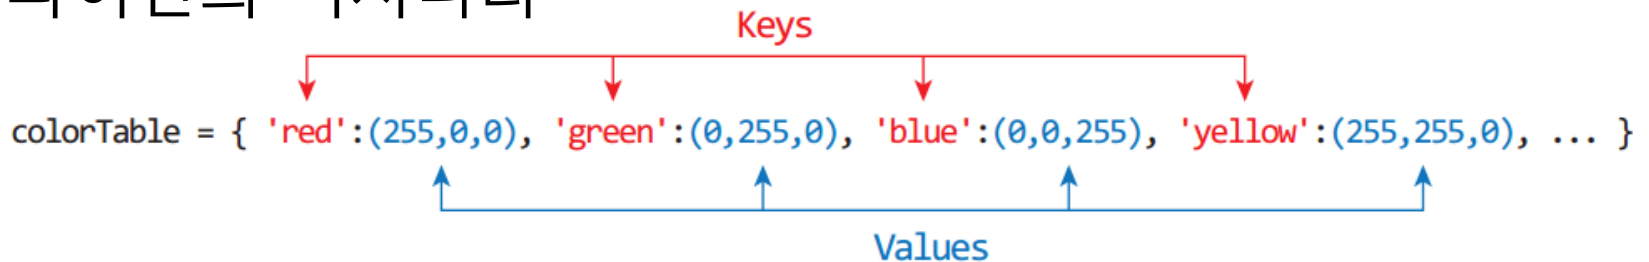 Keys
colorTable = { 'red':(255,0,0), 'green':(0,255,0), 'blue':(0,0,255), 'yellow':(255,255,0), ... }
Values